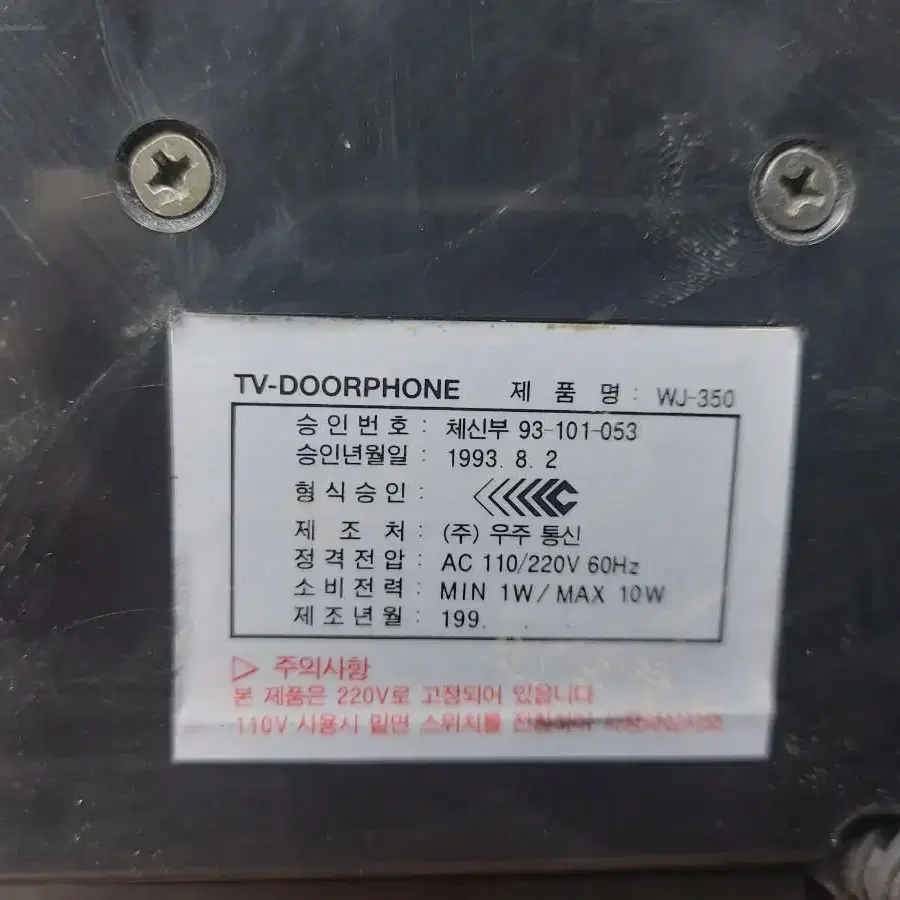 TV-DOORPHONE 제 품 명 : WJ-350
승 인 번 호 : 체신부 93-101-053
승인년월일 : 1993. 8. 2
형 식 승 인 :
제 조 처 : (주) 우주 통신
정 격 전 압 : AC 110/220V 60Hz
소 비 전 력 : MIN 1W/MAX 10W
제 조 년 월 : 199 .
▷ 주의사항
본 제품은 220V로 고정되어 있읍니다
110V 사용시 밑면 스위치를